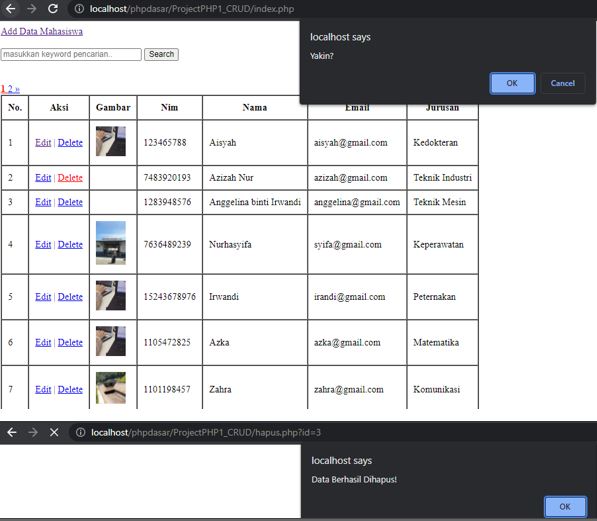 localhost/phpdasar/ProjectPHP1_CRUD/index.php
localhost says
Yakin?
OK Cancel
Add Data Mahasiswa
masukkan keyword pencarian.. Search
1 2 »
No. Aksi Gambar Nim Nama Email Jurusan
1 Edit | Delete 123465788 Aisyah aisyah@gmail.com Kedokteran
2 Edit | Delete 7483920193 Azizah Nur azizah@gmail.com Teknik Industri
3 Edit | Delete 1283948576 Anggelina binti Irwandi anggelina@gmail.com Teknik Mesin
4 Edit | Delete 7636489239 Nurhasyifa syifa@gmail.com Keperawatan
5 Edit | Delete 15243678976 Irwandi irandi@gmail.com Peternakan
6 Edit | Delete 1105472825 Azka azka@gmail.com Matematika
7 Edit | Delete 1101198457 Zahra zahra@gmail.com Komunikasi
localhost/phpdasar/ProjectPHP1_CRUD/hapus.php?id=3
localhost says
Data Berhasil Dihapus!
OK